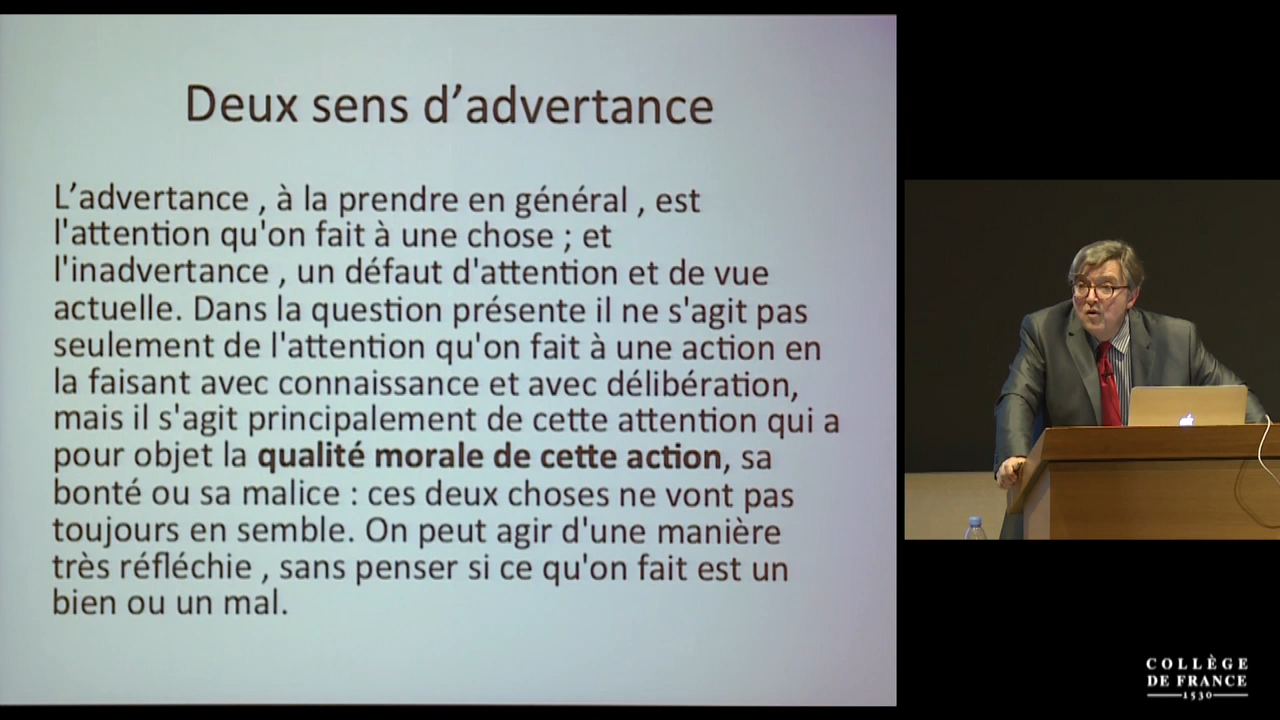 Deux sens d’advertance
L’advertance , à la prendre en général , est
l'attention qu'on fait à une chose ; et
l'inadvertance , un défaut d'attention et de vue
actuelle. Dans la question présente il ne s'agit pas
seulement de l'attention qu'on fait à une action en
la faisant avec connaissance et avec délibération,
mais il s'agit principalement de cette attention qui a
pour objet la qualité morale de cette action, sa
bonté ou sa malice : ces deux choses ne vont pas
toujours en semble. On peut agir d'une manière
très réfléchie , sans penser si ce qu'on fait est un
bien ou un mal.
COLLÈGE
DE FRANCE
1530